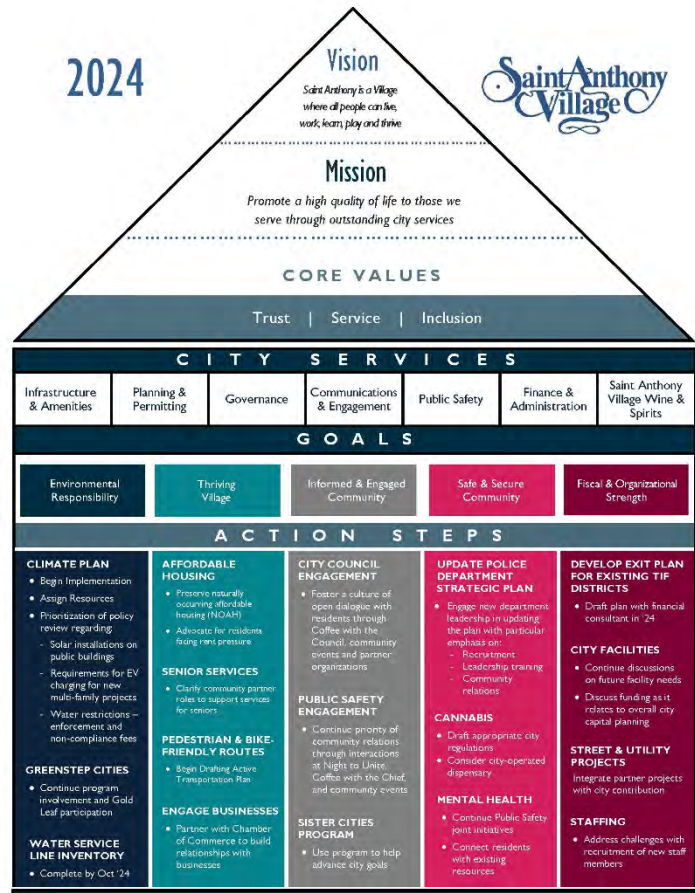 2024
Vision
Saint Anthony is a Village
where all people can live,
work, learn, play and thrive
Saint Anthony
Village
Mission
Promote a high quality of life to those we
serve through outstanding city services
CORE VALUES
Trust | Service | Inclusion
CITY SERVICES
Infrastructure
& Amenities
Planning &
Permitting
Governance
Communications
& Engagement
Public Safety
Finance &
Administration
Saint Anthony
Village Wine &
Spirits
GOALS
Environmental
Responsibility
Thriving
Village
Informed & Engaged
Community
Safe & Secure
Community
Fiscal & Organizational
Strength
ACTION STEPS
CLIMATE PLAN
• Begin Implementation
• Assign Resources
• Prioritization of policy
review regarding:
- Solar installations on
public buildings
- Requirements for EV
charging for new
multi-family projects
- Water restrictions –
enforcement and
non-compliance fees
GREENSTEP CITIES
• Continue program
involvement and Gold
Leaf participation
WATER SERVICE
LINE INVENTORY
• Complete by Oct '24
AFFORDABLE
HOUSING
• Preserve naturally
occurring affordable
housing (NOAH)
• Advocate for residents
facing rent pressure
SENIOR SERVICES
• Clarify community partner
roles to support services
for seniors
PEDESTRIAN & BIKE-
FRIENDLY ROUTES
• Begin Drafting Active
Transportation Plan
ENGAGE BUSINESSES
• Partner with Chamber
of Commerce to build
relationships with
businesses
CITY COUNCIL
ENGAGEMENT
• Foster a culture of
open dialogue with
residents through
Coffee with the
Council, community
events and partner
organizations
PUBLIC SAFETY
ENGAGEMENT
• Continue priority of
community relations
through interactions
at Night to Unite,
Coffee with the Chief,
and community events
SISTER CITIES
PROGRAM
• Use program to help
advance city goals
UPDATE POLICE
DEPARTMENT
STRATEGIC PLAN
• Engage new department
leadership in updating
the plan with particular
emphasis on:
- Recruitment
- Leadership training
- Community
relations
CANNABIS
• Draft appropriate city
regulations
• Consider city-operated
dispensary
MENTAL HEALTH
• Continue Public Safety
joint initiatives
• Connect residents
with existing
resources
DEVELOP EXIT PLAN
FOR EXISTING TIF
DISTRICTS
• Draft plan with financial
consultant in '24
CITY FACILITIES
• Continue discussions
on future facility needs
• Discuss funding as it
relates to overall city
capital planning
STREET & UTILITY
PROJECTS
Integrate partner projects
with city contribution
STAFFING
• Address challenges with
recruitment of new staff
members